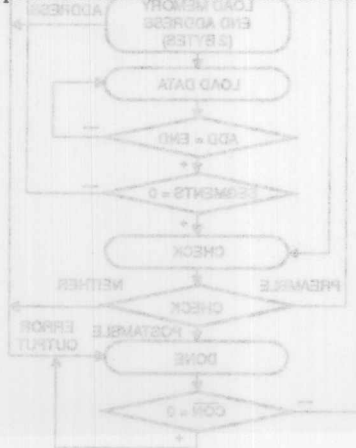 ADDRESS
LOAD MEMORY
END ADDRESS
(2 BYTES)
LOAD DATA
ADD = END
SEGMENTS = 0
CHECK
PREAMBLE
CHECK
NEITHER
POSTAMBLE
ERROR
OUTPUT
DONE
CON = 0